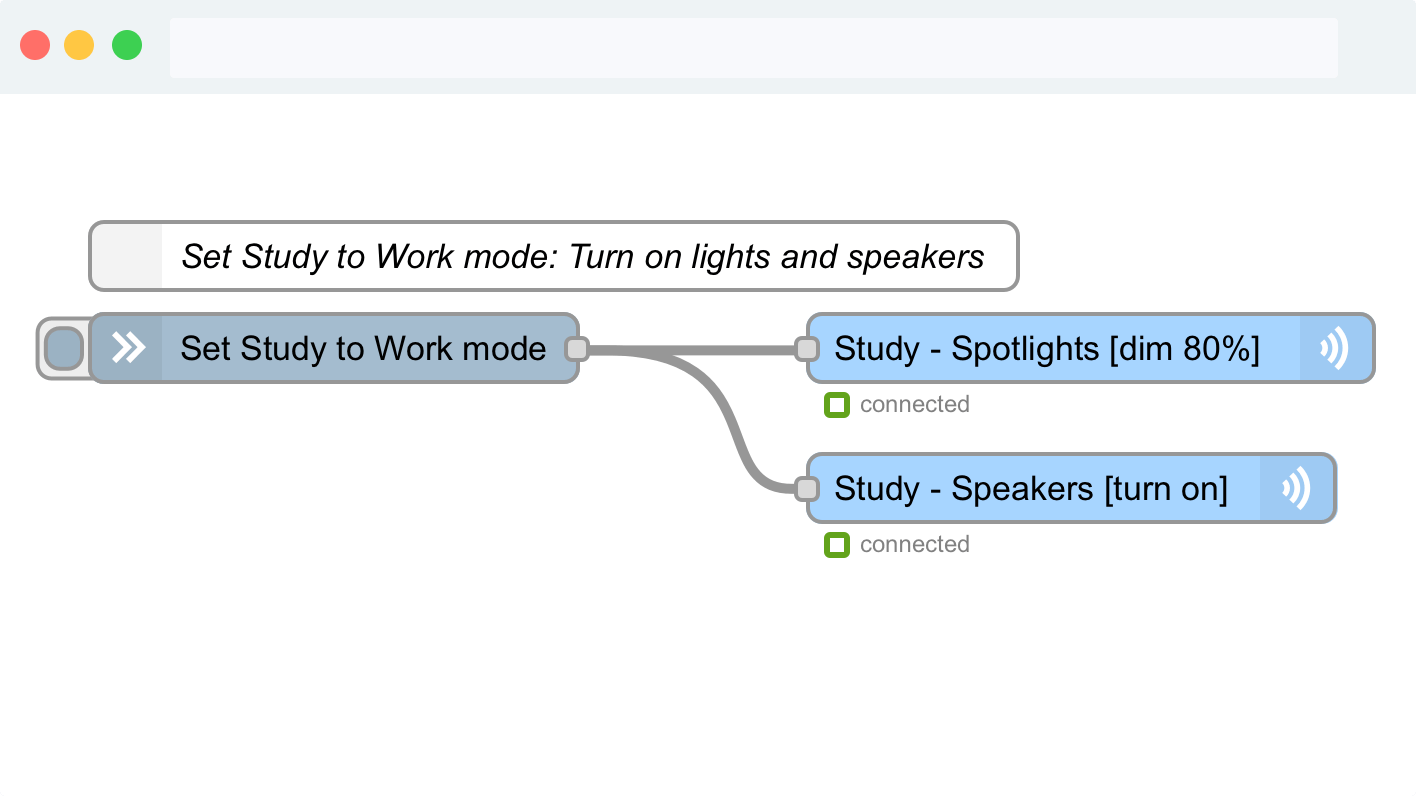 Set Study to Work mode: Turn on lights and speakers
Set Study to Work mode
Study - Spotlights [dim 80%]
connected
Study - Speakers [turn on]
connected